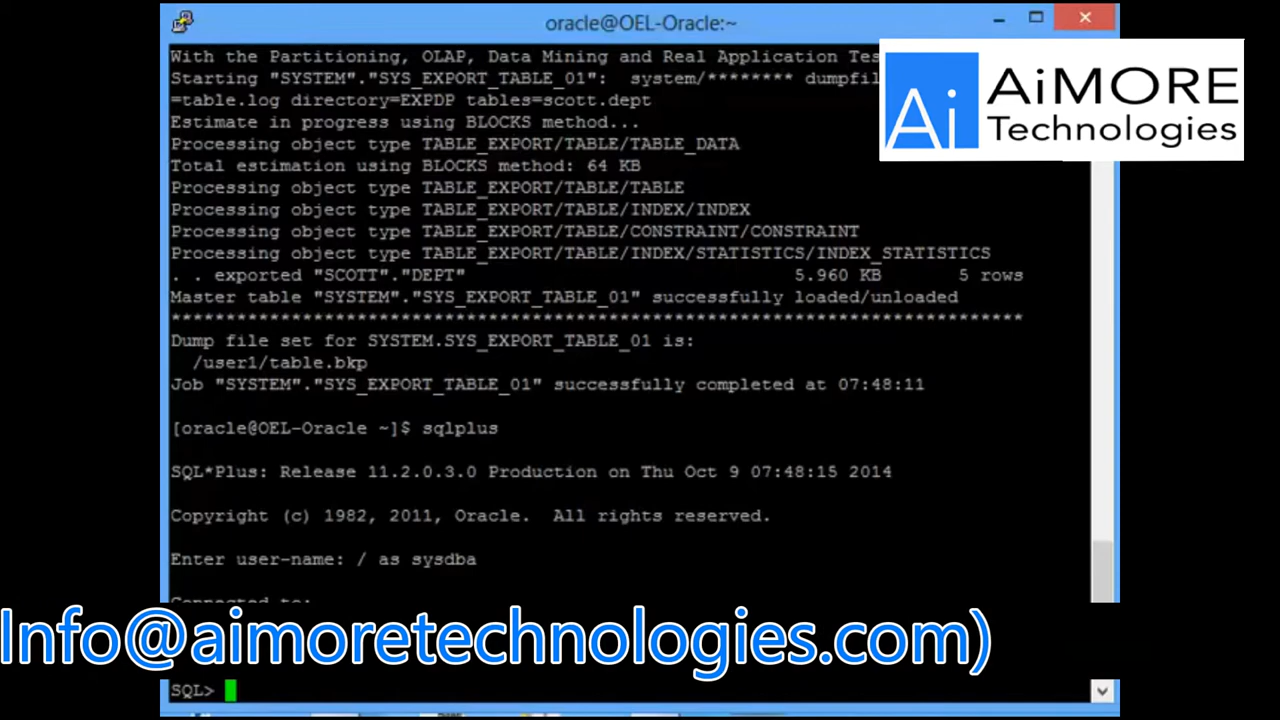 oracle@OEL-Oracle:~
With the Partitioning, OLAP, Data Mining and Real Application
Starting "SYSTEM"."SYS_EXPORT_TABLE_01": system/******** dumpfil
=table.log directory=EXPDP tables=scott.dept
Estimate in progress using BLOCKS method...
Processing object type TABLE_EXPORT/TABLE/TABLE_DATA
Total estimation using BLOCKS method: 64 KB
Processing object type TABLE_EXPORT/TABLE/TABLE
Processing object type TABLE_EXPORT/TABLE/INDEX/INDEX
Processing object type TABLE_EXPORT/TABLE/CONSTRAINT/CONSTRAINT
Processing object type TABLE_EXPORT/TABLE/INDEX/STATISTICS/INDEX_STATISTICS
. . exported "SCOTT"."DEPT" 5.960 KB 5 rows
Master table "SYSTEM"."SYS_EXPORT_TABLE_01" successfully loaded/unloaded
******************************************************************************
Dump file set for SYSTEM.SYS_EXPORT_TABLE_01 is:
/user1/table.bkp
Job "SYSTEM"."SYS_EXPORT_TABLE_01" successfully completed at 07:48:11
[oracle@OEL-Oracle ~]$ sqlplus
SQL*Plus: Release 11.2.0.3.0 Production on Thu Oct 9 07:48:15 2014
Copyright (c) 1982, 2011, Oracle. All rights reserved.
Enter user-name: / as sysdba
Connected to:
SQL>
Ai
AiMORE
Technologies
Info@aimoretechnologies.com)